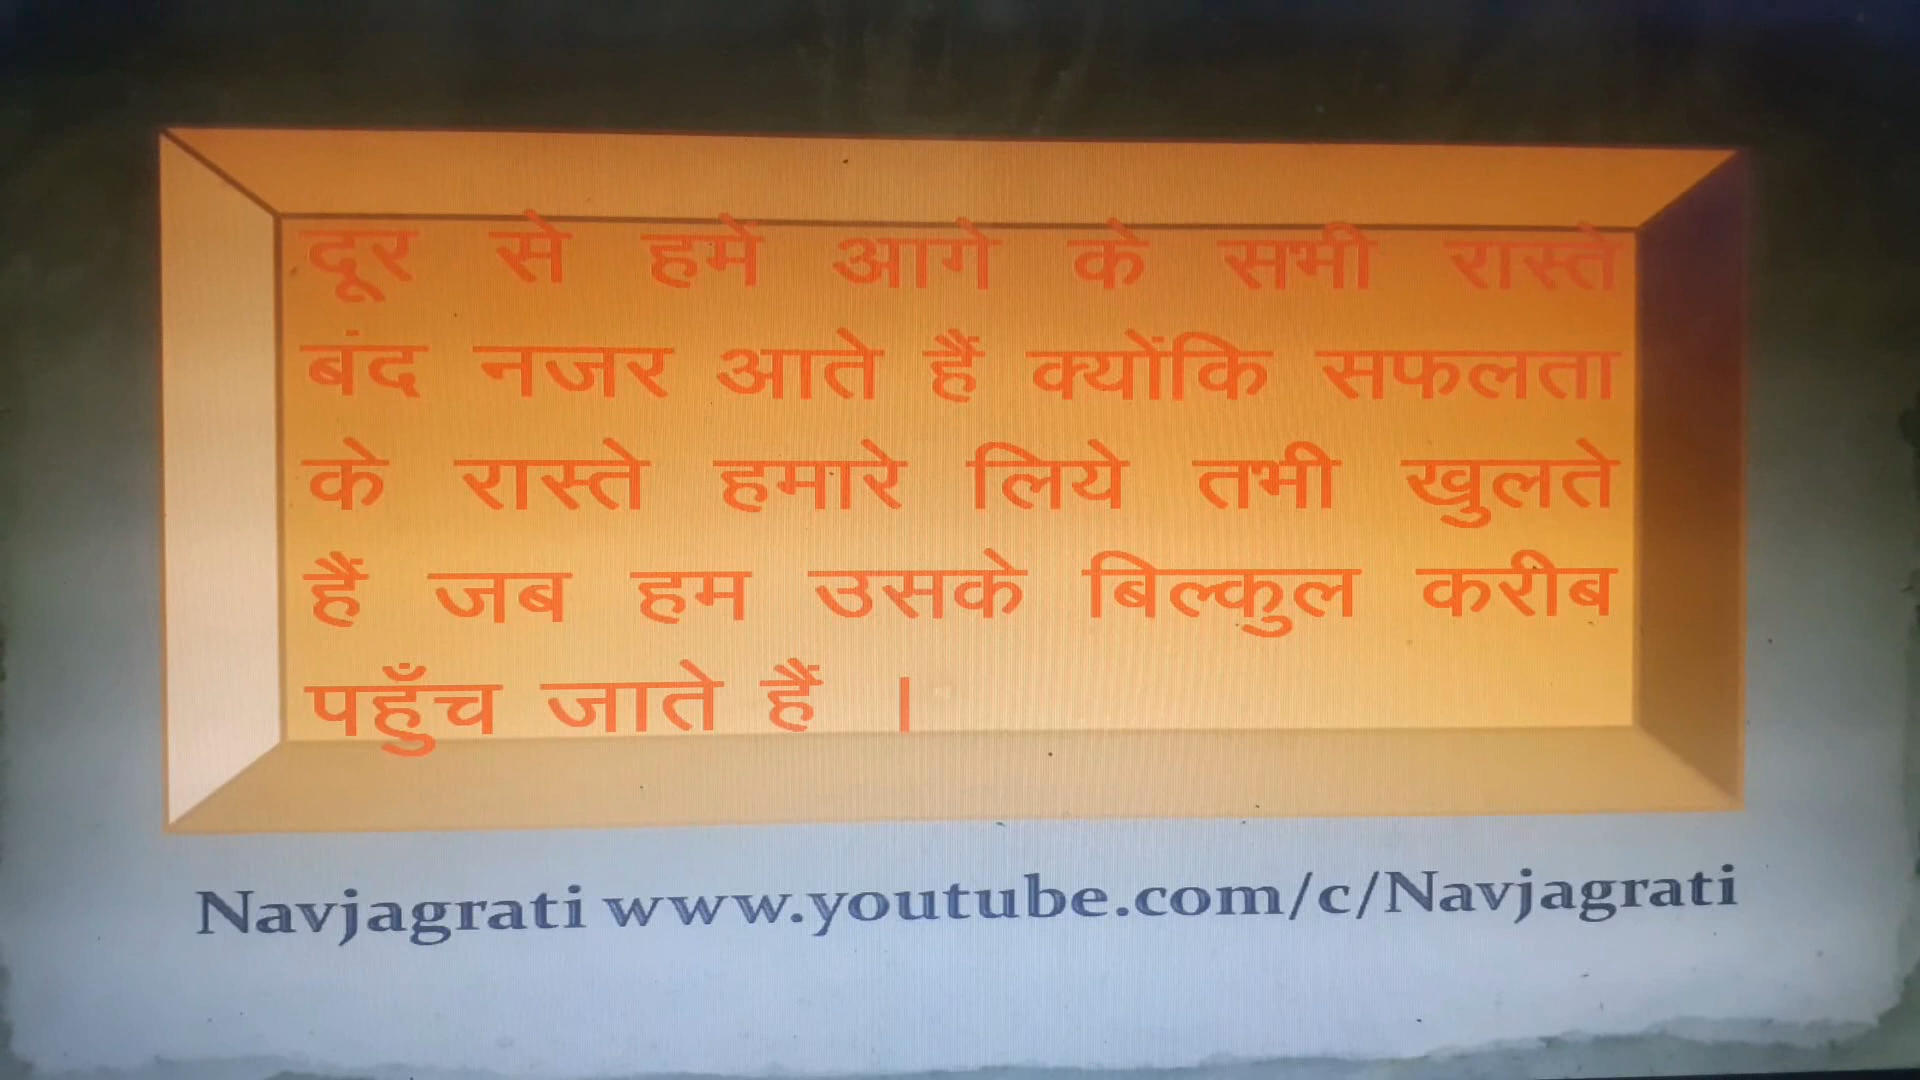 दूर से हमें आगे के सभी रास्ते
बंद नजर आते हैं क्योंकि सफलता
के रास्ते हमारे लिये तभी खुलते
हैं जब हम उसके बिल्कुल करीब
पहुँच जाते हैं ।
Navjagrati www.youtube.com/c/Navjagrati